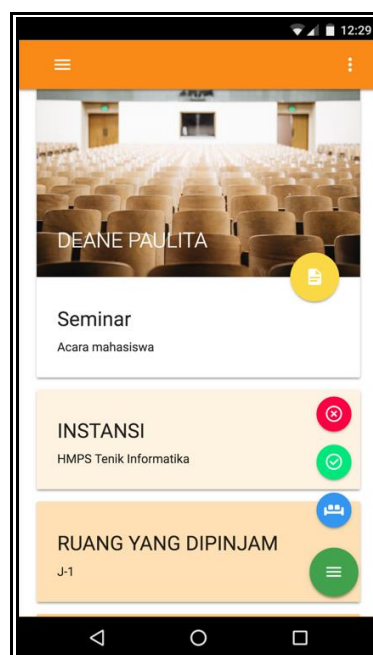 12:29
DEANE PAULITA
Seminar
Acara mahasiswa
INSTANSI
HMPS Tenik Informatika
RUANG YANG DIPINJAM
J-1